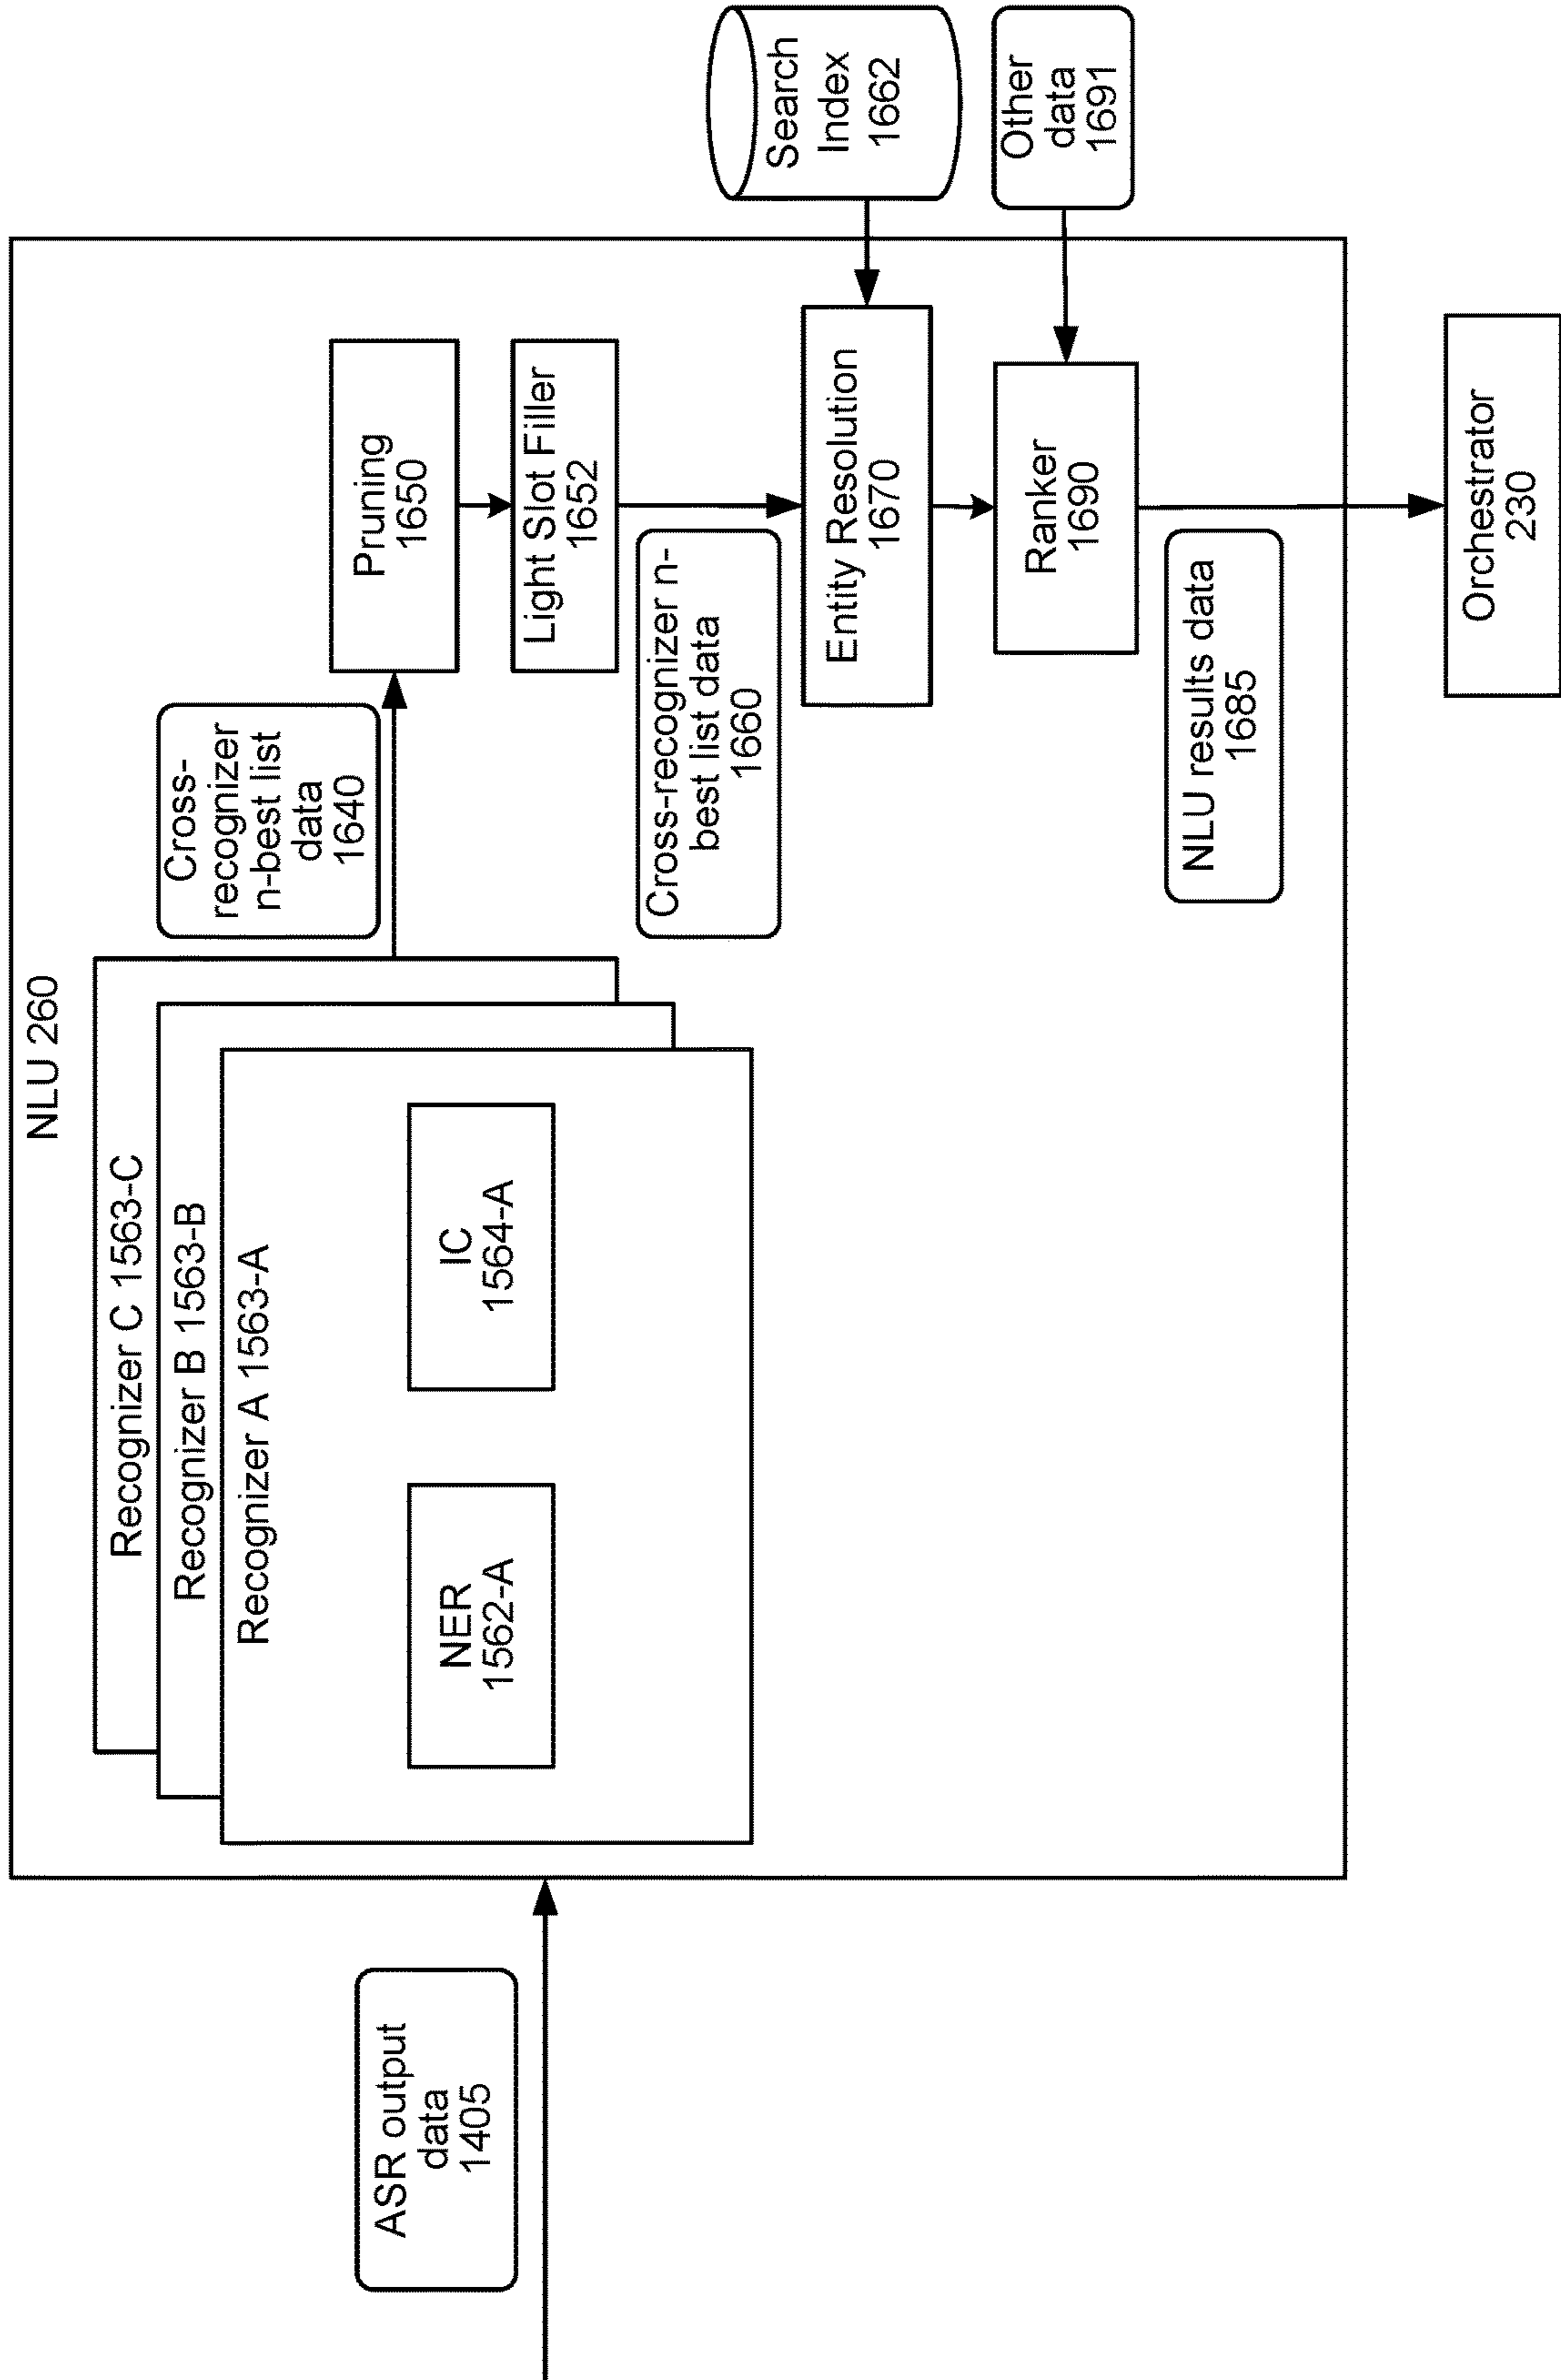 NLU 260
Recognizer C 1563-C
Recognizer B 1563-B
Recognizer A 1563-A
NER
1562-A
IC
1564-A
ASR output
data
1405
Cross-
recognizer
n-best list
data
1640
Pruning
1650
Light Slot Filler
1652
Cross-recognizer n-
best list data
1660
Entity Resolution
1670
Search
Index
1662
Ranker
1690
Other
data
1691
NLU results data
1685
Orchestrator
230